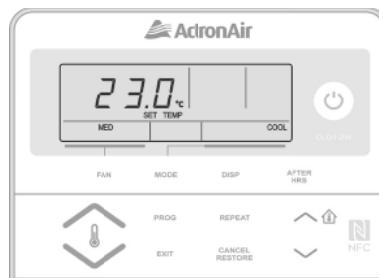 ActronAir
23.0 °C
SET TEMP
MED COOL
FAN MODE DISP AFTER HRS
PROG REPEAT
EXIT CANCEL RESTORE
NFC